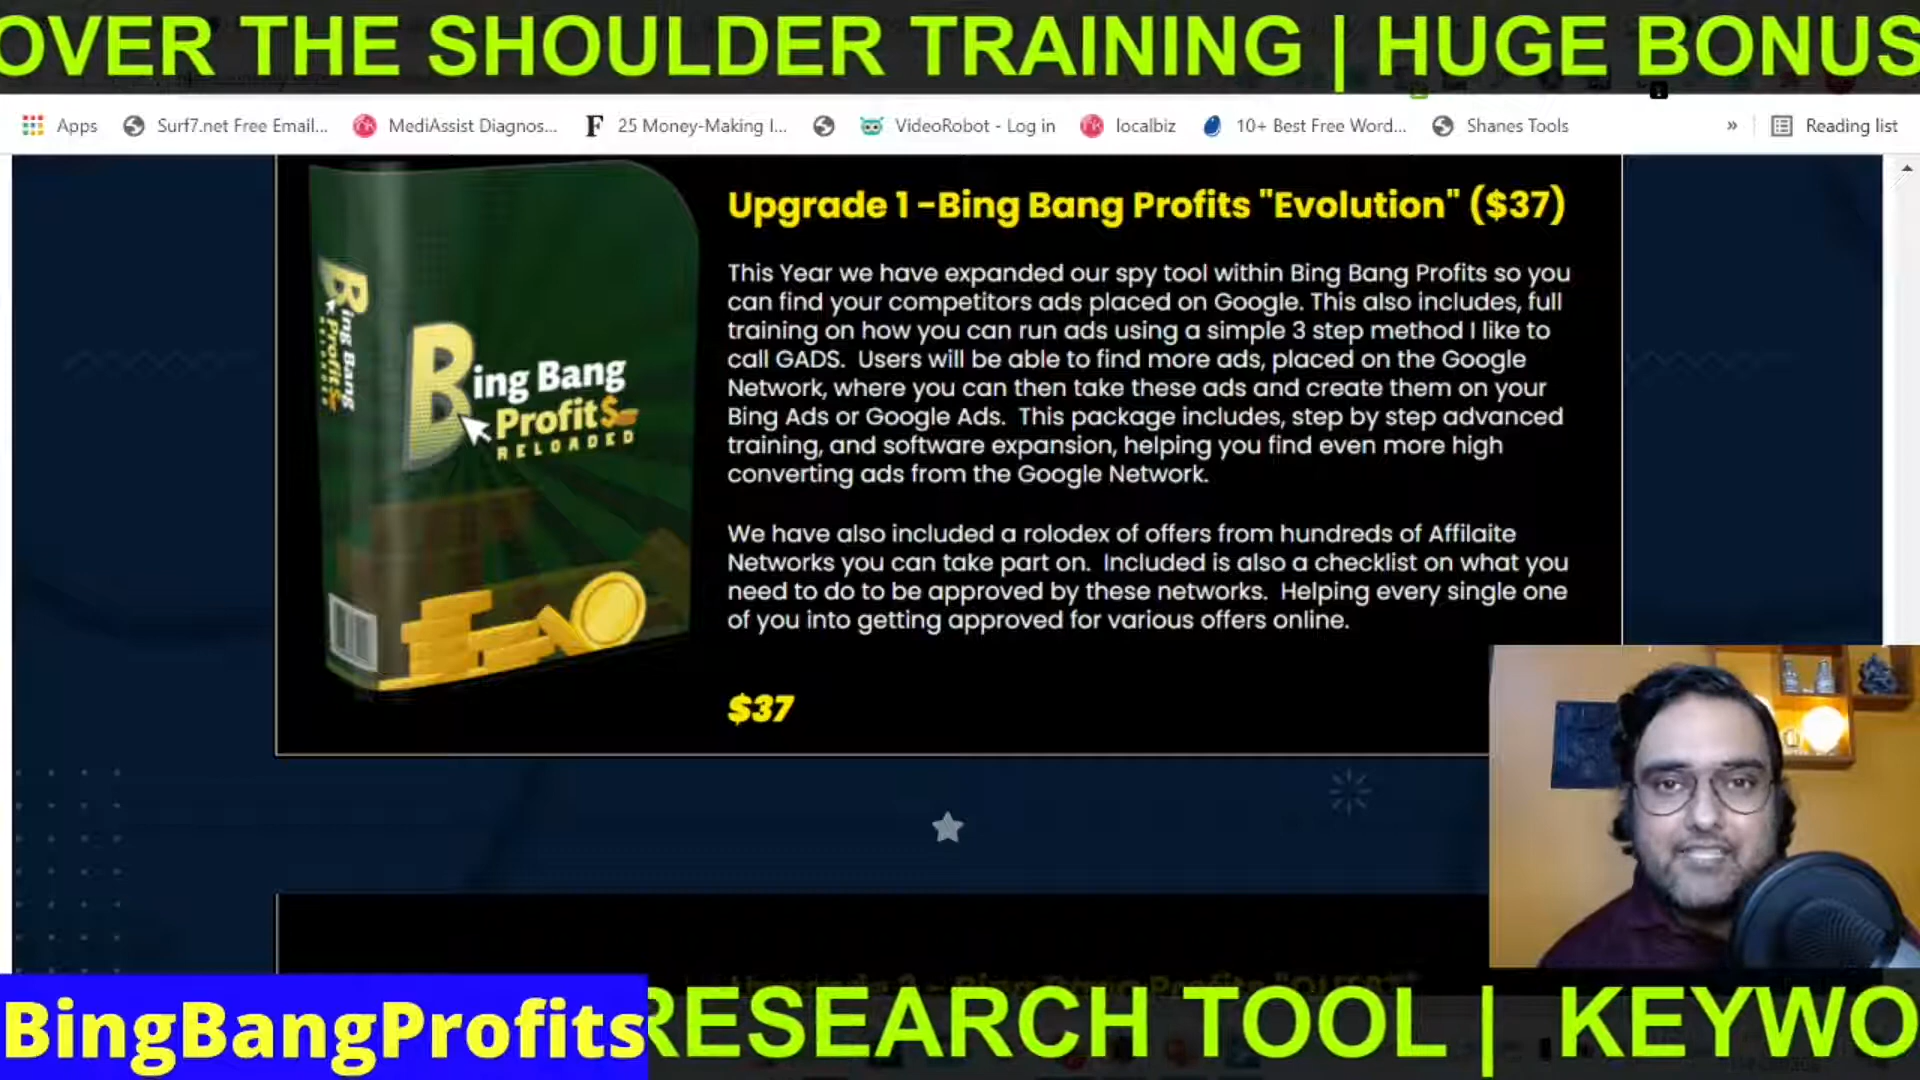 OVER THE SHOULDER TRAINING | HUGE BONUS
Apps Surf7.net Free Email... MediAssist Diagnos... F 25 Money-Making I... VideoRobot - Log in localbiz 10+ Best Free Word... Shanes Tools » Reading list
Upgrade 1 -Bing Bang Profits "Evolution" ($37)
This Year we have expanded our spy tool within Bing Bang Profits so you
can find your competitors ads placed on Google. This also includes, full
training on how you can run ads using a simple 3 step method I like to
call GADS. Users will be able to find more ads, placed on the Google
Network, where you can then take these ads and create them on your
Bing Ads or Google Ads. This package includes, step by step advanced
training, and software expansion, helping you find even more high
converting ads from the Google Network.
We have also included a rolodex of offers from hundreds of Affilaite
Networks you can take part on. Included is also a checklist on what you
need to do to be approved by these networks. Helping every single one
of you into getting approved for various offers online.
$37
Bing Bang
Profit$
RELOADED
Bing Bang
Profit$
RELOADED
BingBangProfits
RESEARCH TOOL | KEYWO